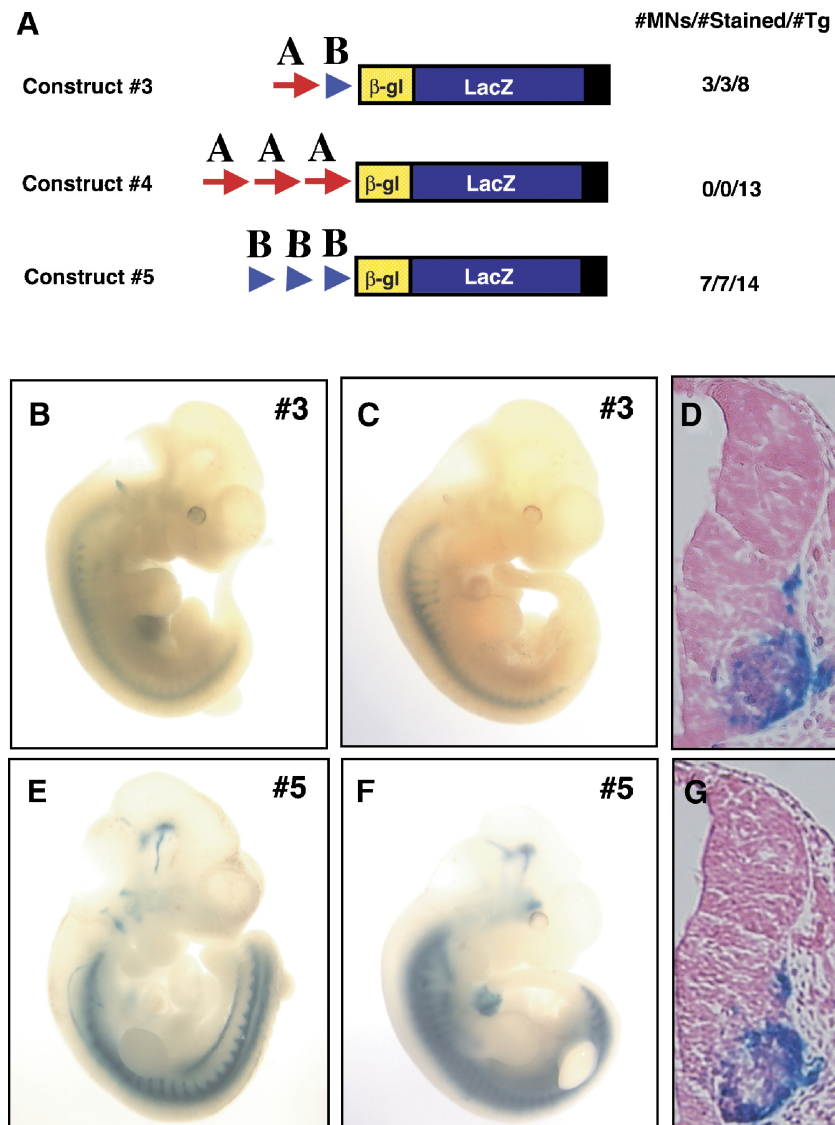 A
#MNs/#Stained/#Tg
A B
Construct #3
β-gl LacZ
3/3/8
A A A
Construct #4
β-gl LacZ
0/0/13
B B B
Construct #5
β-gl LacZ
7/7/14
B #3
C #3
D
E #5
F #5
G